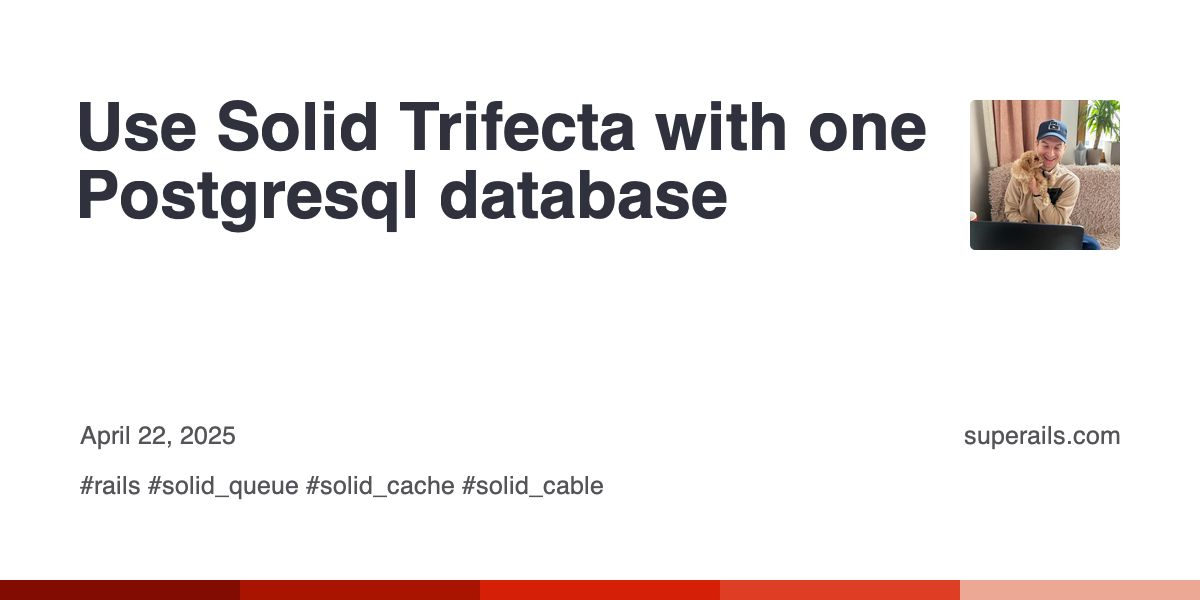 Use Solid Trifecta with one
Postgresql database
April 22, 2025
superails.com
#rails #solid_queue #solid_cache #solid_cable